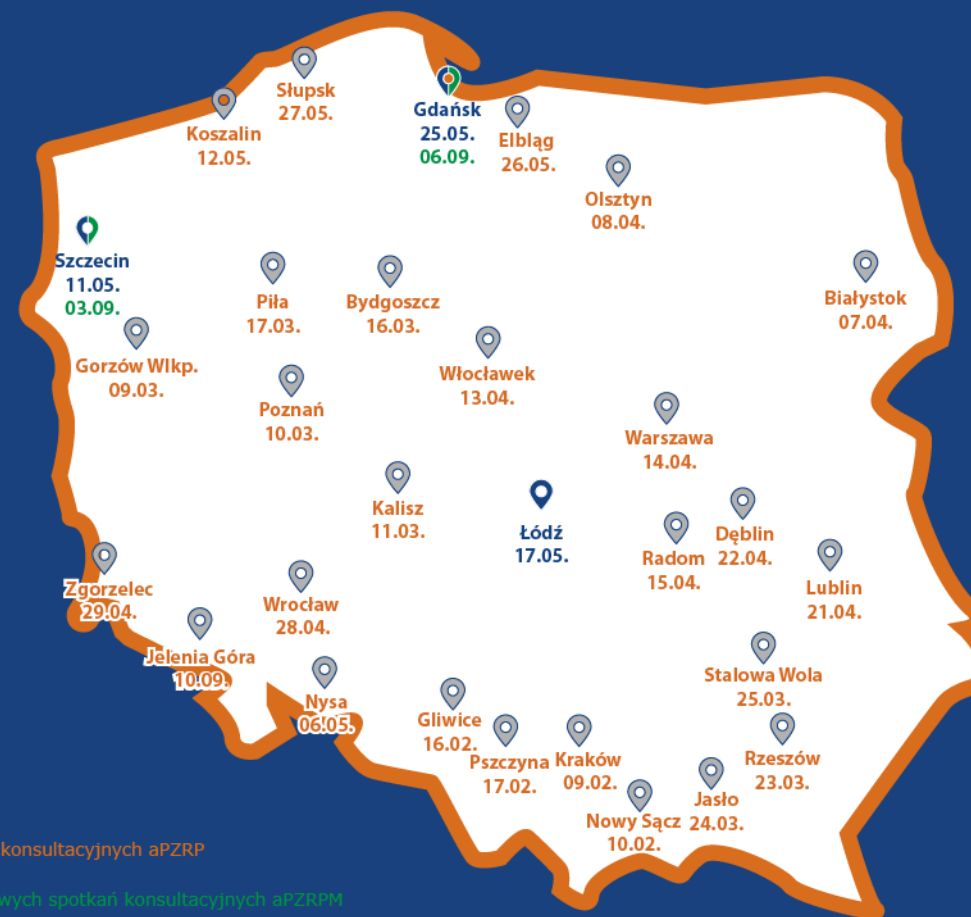 Słupsk
27.05.
Koszalin
12.05.
Gdańsk
25.05.
06.09.
Elbląg
26.05.
Olsztyn
08.04.
Szczecin
11.05.
03.09.
Piła
17.03.
Bydgoszcz
16.03.
Białystok
07.04.
Gorzów Wlkp.
09.03.
Włocławek
13.04.
Poznań
10.03.
Warszawa
14.04.
Kalisz
11.03.
Łódź
17.05.
Dęblin
22.04.
Radom
15.04.
Lublin
21.04.
Zgorzelec
29.04.
Wrocław
28.04.
Jelenia Góra
10.09.
Stalowa Wola
25.03.
Nysa
06.05.
Gliwice
16.02.
Pszczyna
17.02.
Kraków
09.02.
Rzeszów
23.03.
Jasło
24.03.
Nowy Sącz
10.02.
konsultacyjnych aPZRP
wych spotkań konsultacyjnych aPZRPM